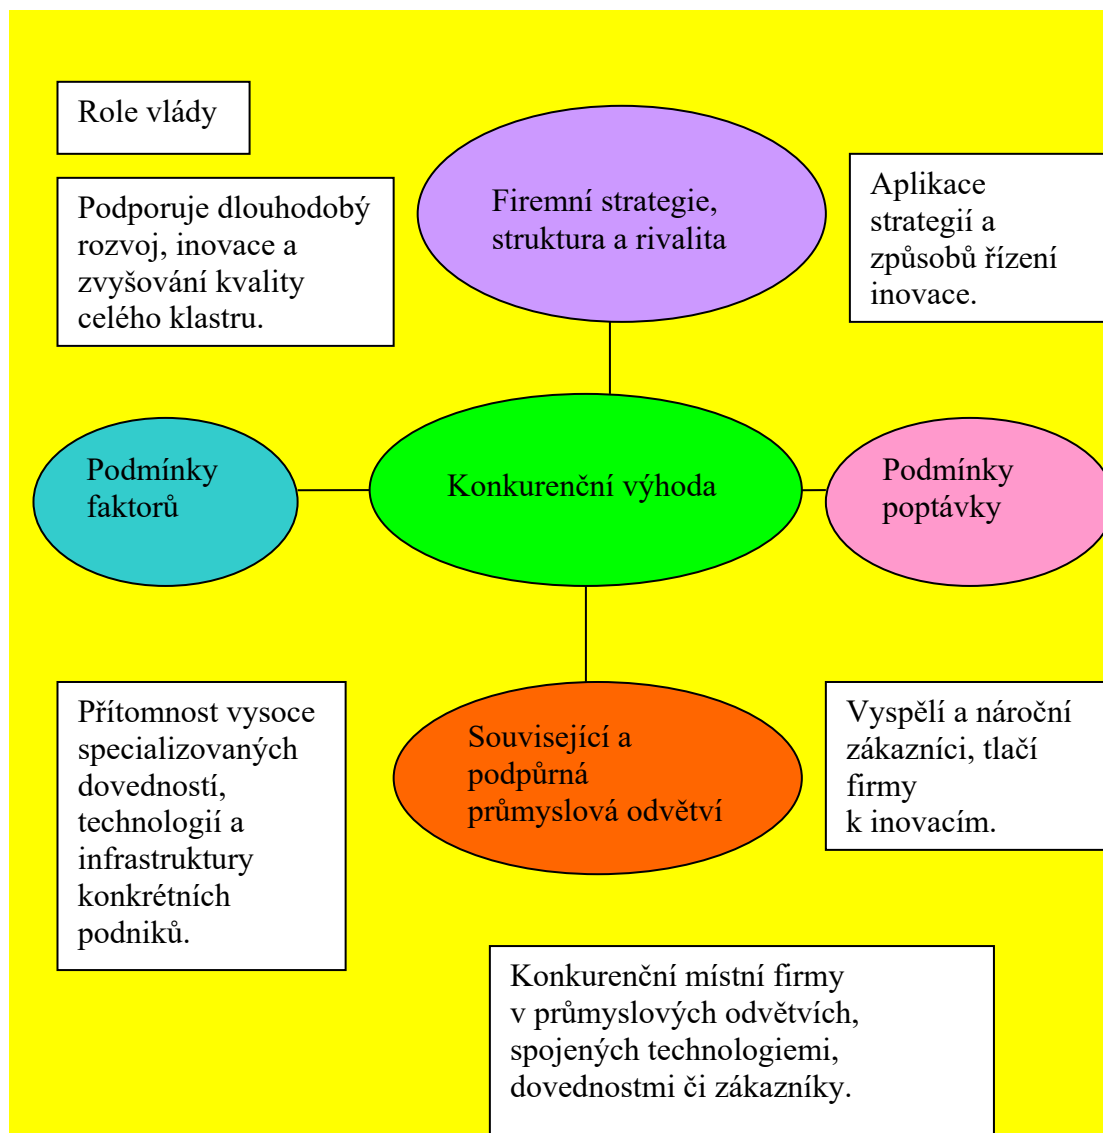 Role vlády
Podporuje dlouhodobý
rozvoj, inovace a
zvyšování kvality
celého klastru.
Firemní strategie,
struktura a rivalita
Aplikace
strategií a
způsobů řízení
inovace.
Podmínky
faktorů
Konkurenční výhoda
Podmínky
poptávky
Přítomnost vysoce
specializovaných
dovedností,
technologií a
infrastruktury
konkrétních
podniků.
Související a
podpůrná
průmyslová odvětví
Vyspělí a nároční
zákazníci, tlačí
firmy
k inovacím.
Konkurenční místní firmy
v průmyslových odvětvích,
spojených technologiemi,
dovednostmi či zákazníky.